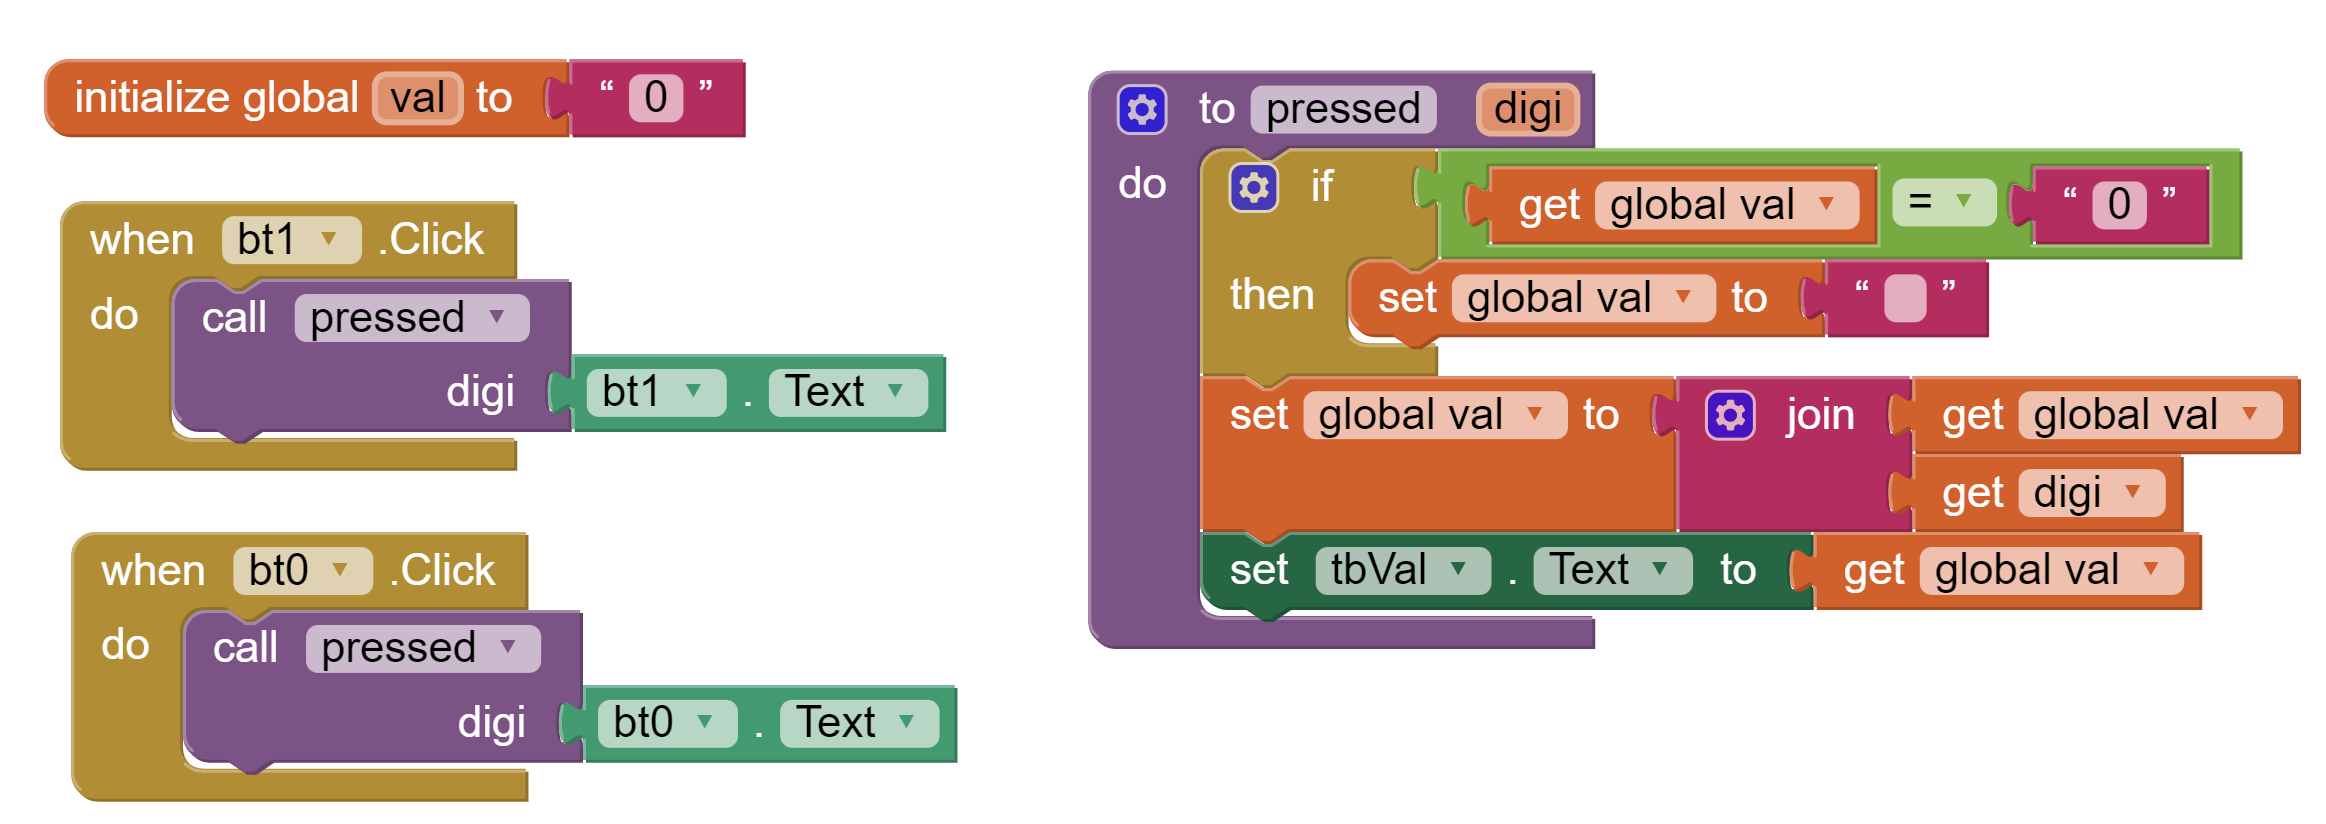 initialize global val to “ 0 ”
when bt1 .Click
do call pressed
digi bt1 . Text
when bt0 .Click
do call pressed
digi bt0 . Text
to pressed digi
do if get global val = “ 0 ”
then set global val to “ ”
set global val to join get global val
get digi
set tbVal . Text to get global val